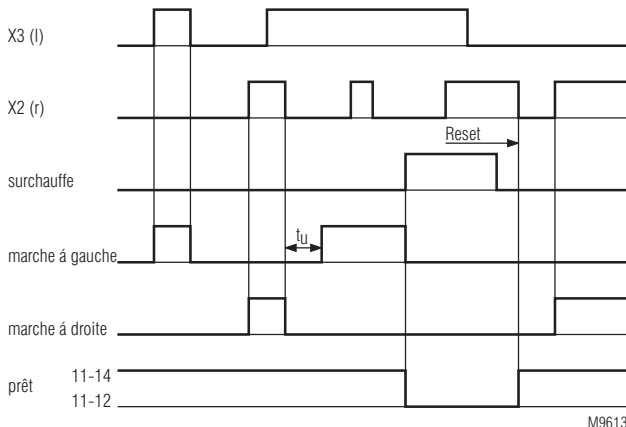 X3 (l)
X2 (r)
Reset
surchauffe
tu
marche á gauche
marche á droite
prêt
11-14
11-12
M9613